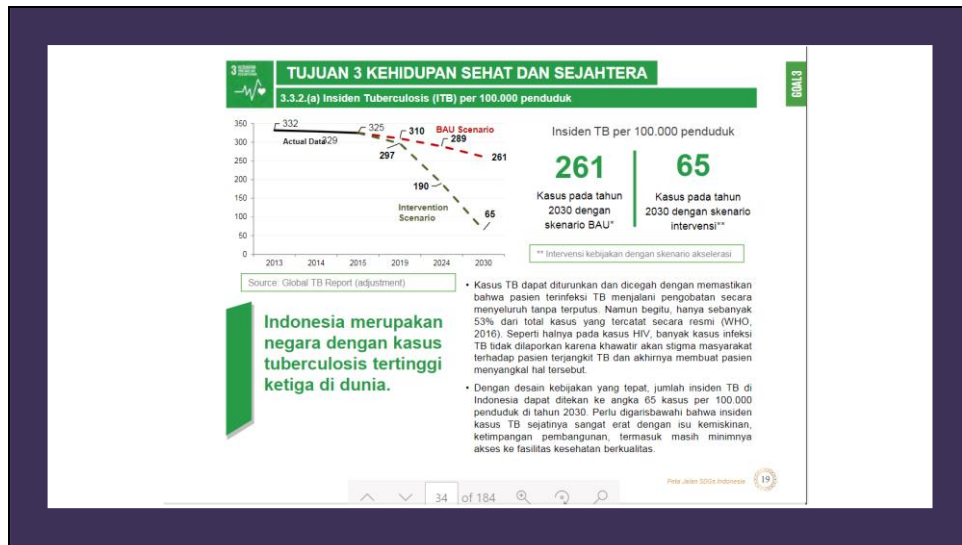 3
TUJUAN 3 KEHIDUPAN SEHAT DAN SEJAHTERA
GOAL3
3.3.2.(a) Insiden Tuberculosis (ITB) per 100.000 penduduk
350
300
250
200
150
100
50
0
332
Actual Data
329
325
310
BAU Scenario
289
261
297
190
Intervention
Scenario
65
2013 2014 2015 2019 2024 2030
Source: Global TB Report (adjustment)
Insiden TB per 100.000 penduduk
261
Kasus pada tahun
2030 dengan
skenario BAU*
65
Kasus pada tahun
2030 dengan skenario
intervensi**
** Intervensi kebijakan dengan skenario akselerasi
Indonesia merupakan
negara dengan kasus
tuberculosis tertinggi
ketiga di dunia.
• Kasus TB dapat diturunkan dan dicegah dengan memastikan
bahwa pasien terinfeksi TB menjalani pengobatan secara
menyeluruh tanpa terputus. Namun begitu, hanya sebanyak
53% dari total kasus yang tercatat secara resmi (WHO,
2016). Seperti halnya pada kasus HIV, banyak kasus infeksi
TB tidak dilaporkan karena khawatir akan stigma masyarakat
terhadap pasien terjangkit TB dan akhirnya membuat pasien
menyangkal hal tersebut.
• Dengan desain kebijakan yang tepat, jumlah insiden TB di
Indonesia dapat ditekan ke angka 65 kasus per 100.000
penduduk di tahun 2030. Perlu digarisbawahi bahwa insiden
kasus TB sejatinya sangat erat dengan isu kemiskinan,
ketimpangan pembangunan, termasuk masih minimnya
akses ke fasilitas kesehatan berkualitas.
Peta Jalan SDGs Indonesia 19
34 of 184